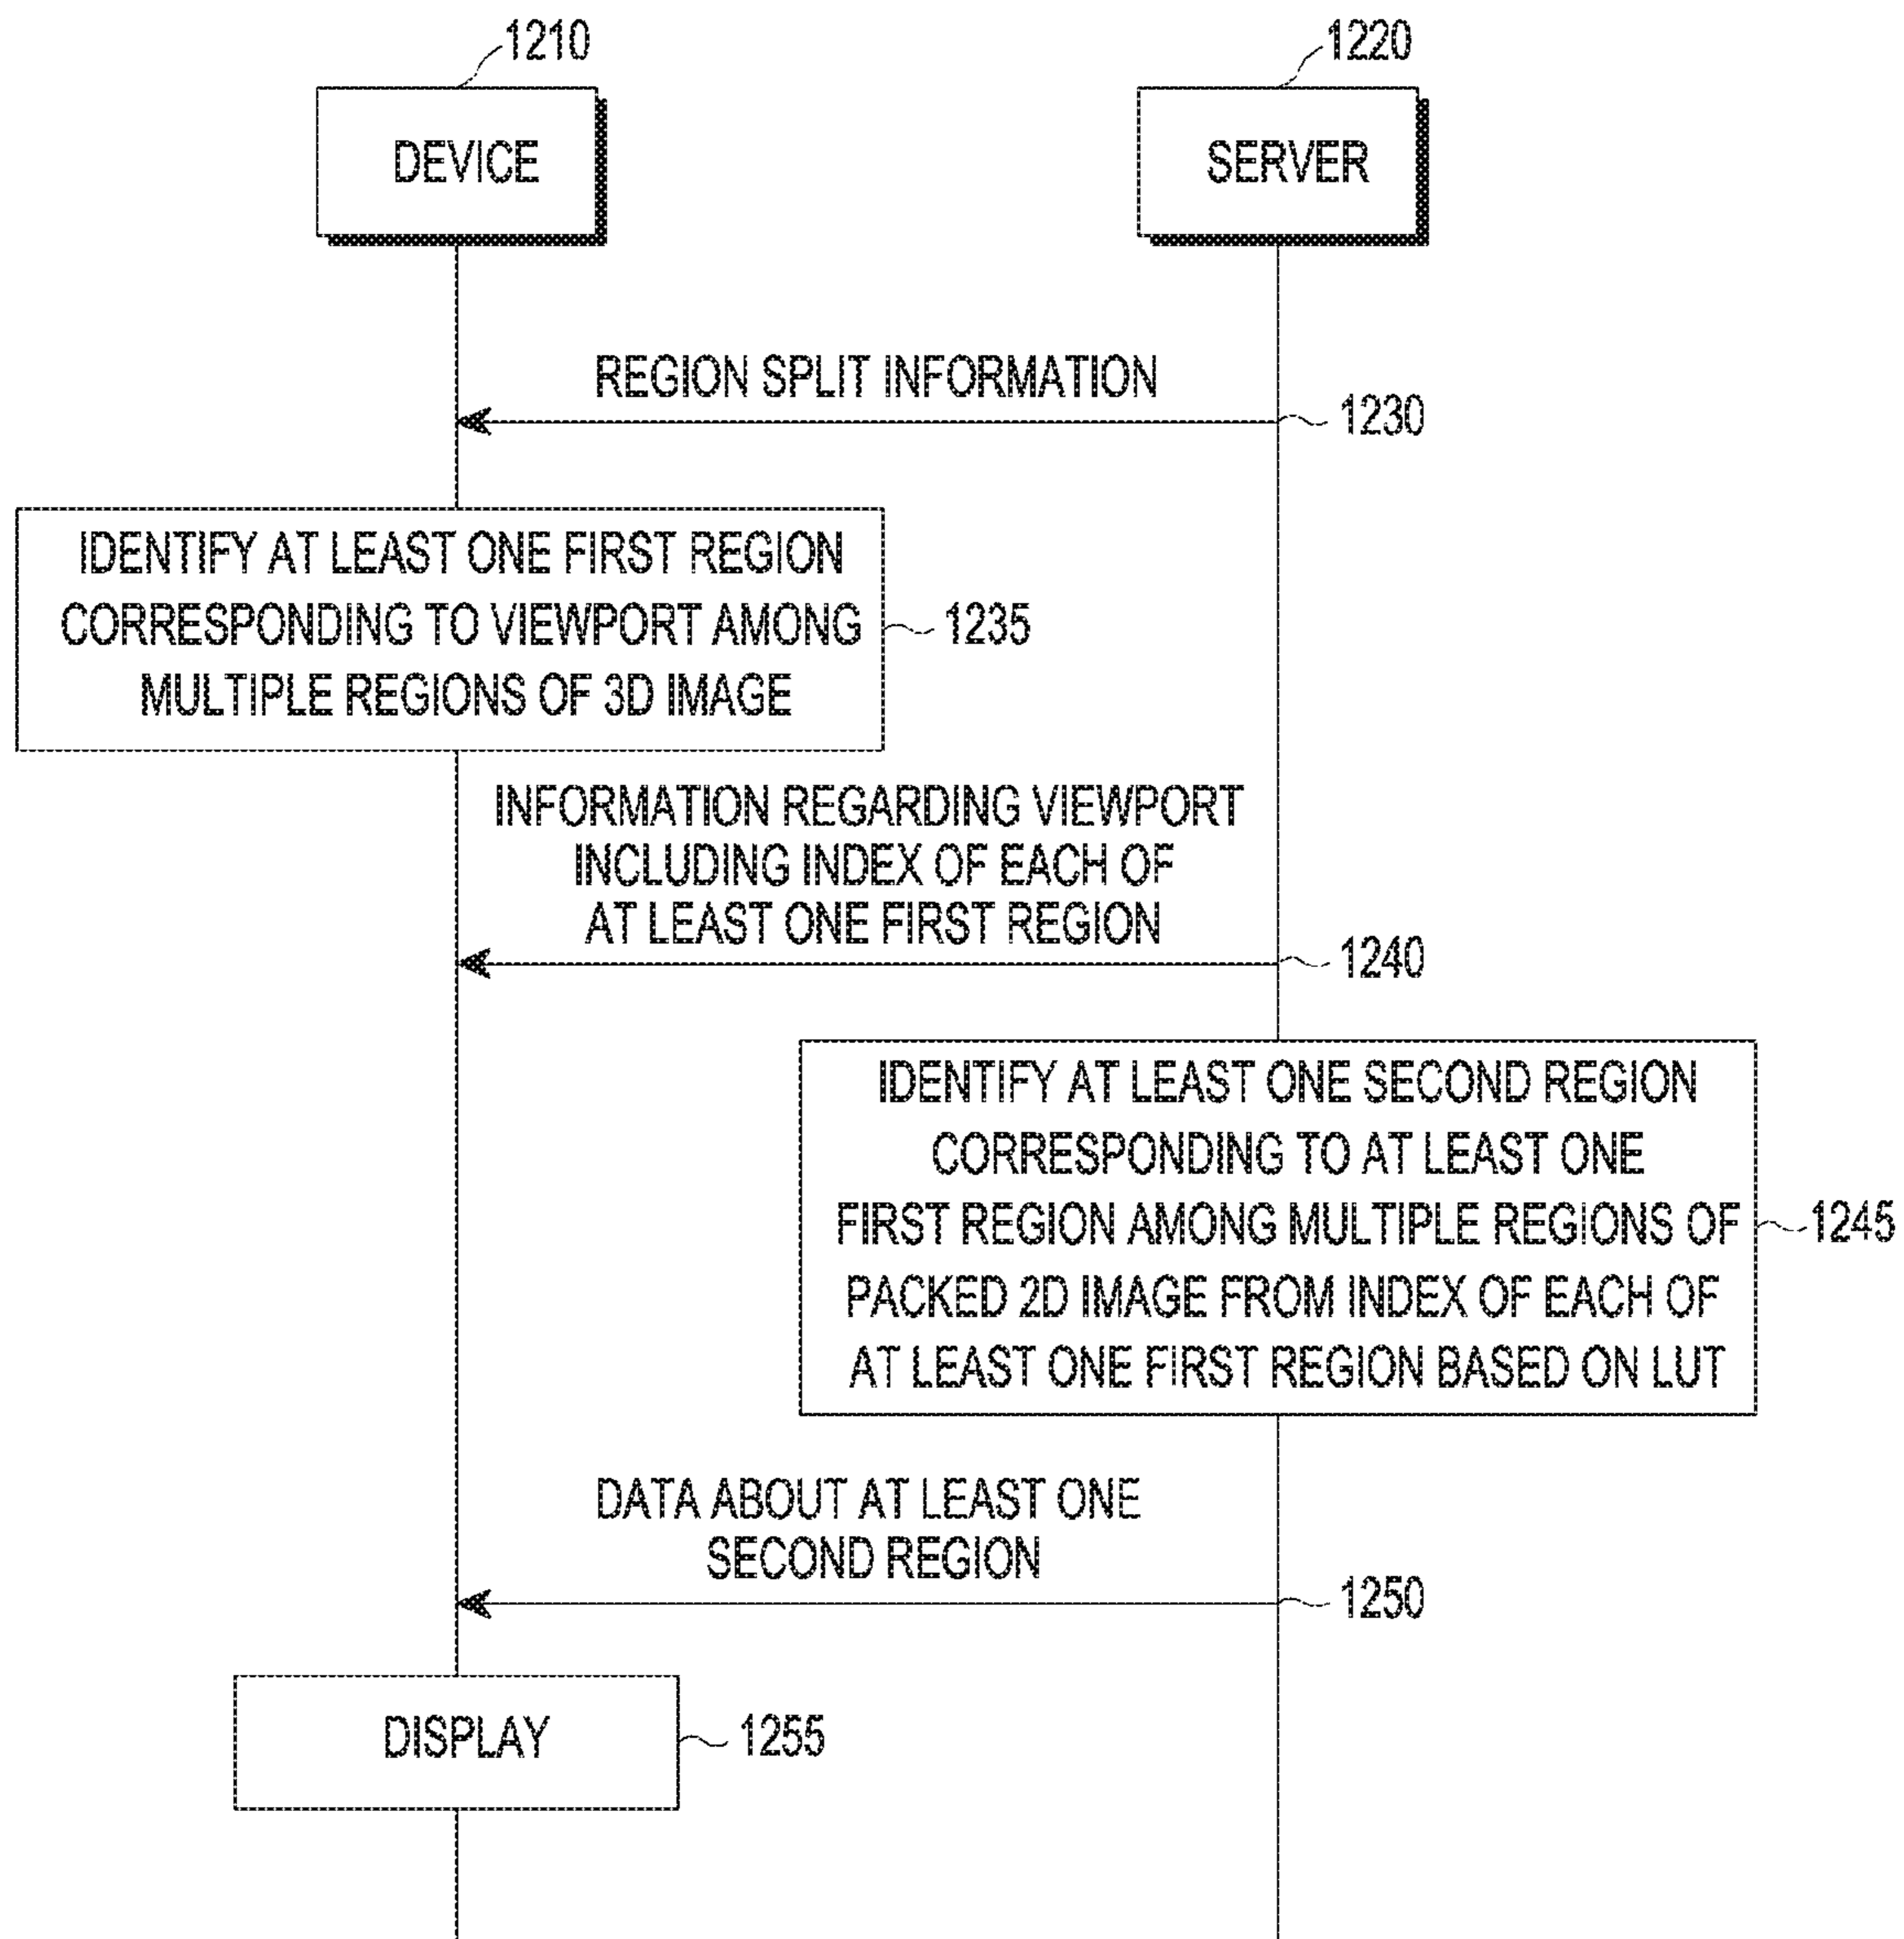 1210
1220
DEVICE
SERVER
REGION SPLIT INFORMATION
1230
IDENTIFY AT LEAST ONE FIRST REGION
CORRESPONDING TO VIEWPORT AMONG
MULTIPLE REGIONS OF 3D IMAGE
1235
INFORMATION REGARDING VIEWPORT
INCLUDING INDEX OF EACH OF
AT LEAST ONE FIRST REGION
1240
IDENTIFY AT LEAST ONE SECOND REGION
CORRESPONDING TO AT LEAST ONE
FIRST REGION AMONG MULTIPLE REGIONS OF
PACKED 2D IMAGE FROM INDEX OF EACH OF
AT LEAST ONE FIRST REGION BASED ON LUT
1245
DATA ABOUT AT LEAST ONE
SECOND REGION
1250
DISPLAY
1255